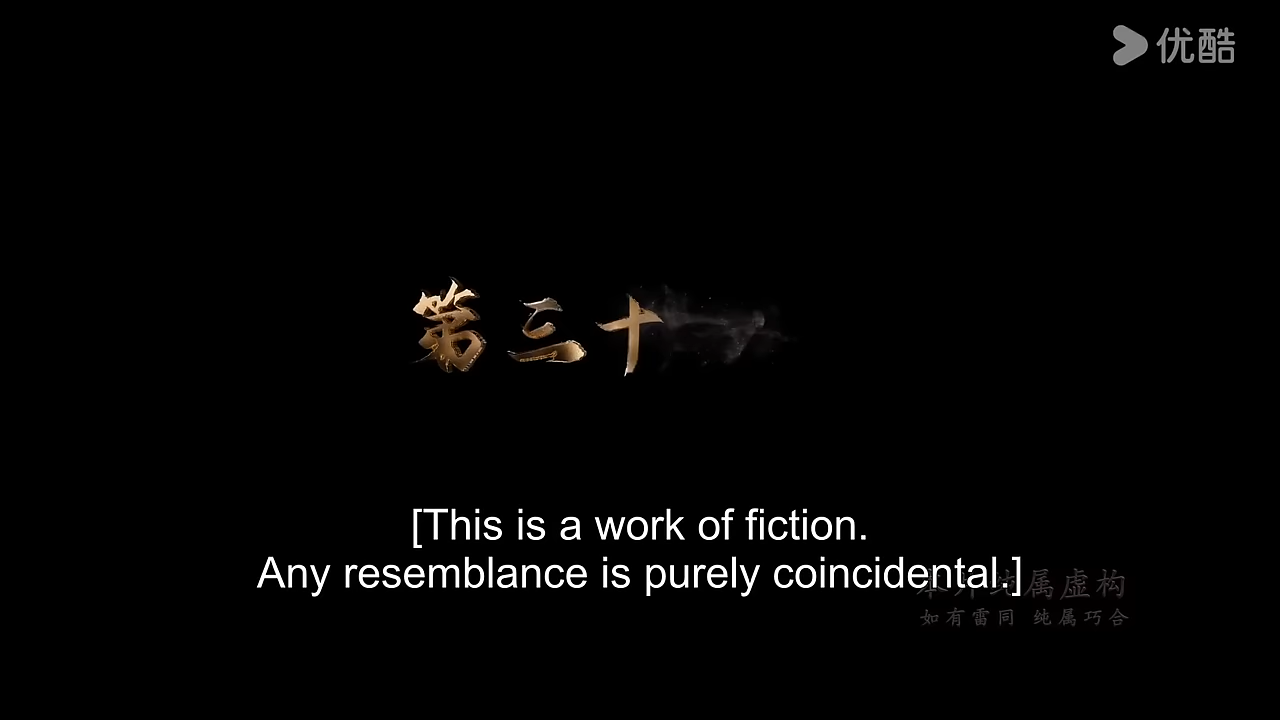 优酷
第三十
[This is a work of fiction.
Any resemblance is purely coincidental.]
纯属虚构
如有雷同 纯属巧合